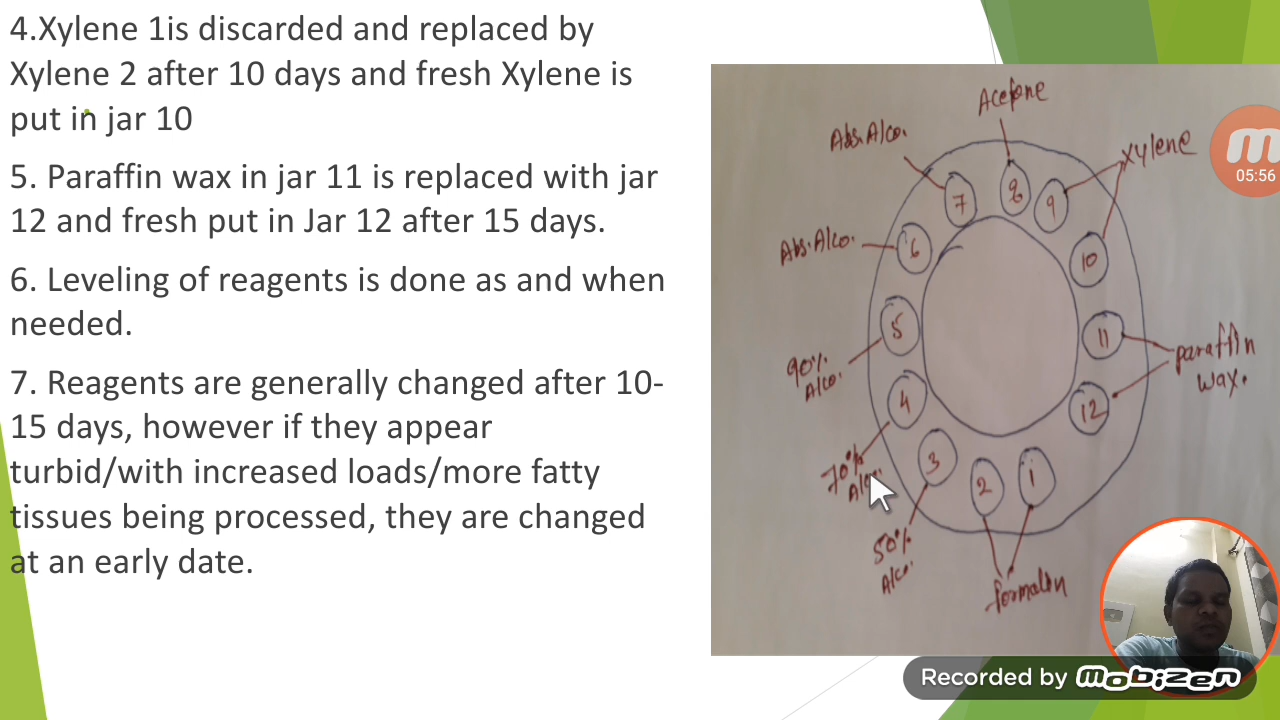 4.Xylene 1is discarded and replaced by
Xylene 2 after 10 days and fresh Xylene is
put in jar 10
5. Paraffin wax in jar 11 is replaced with jar
12 and fresh put in Jar 12 after 15 days.
6. Leveling of reagents is done as and when
needed.
7. Reagents are generally changed after 10-
15 days, however if they appear
turbid/with increased loads/more fatty
tissues being processed, they are changed
at an early date.
Acetone
Abs.Alco.
xylene
7
8
9
Abs.Alco.
6
10
5
11
90%
Alco.
paraffin
wax.
4
12
70%
3
2
1
50%
Alco.
formalin
05:56
Recorded by mobizen